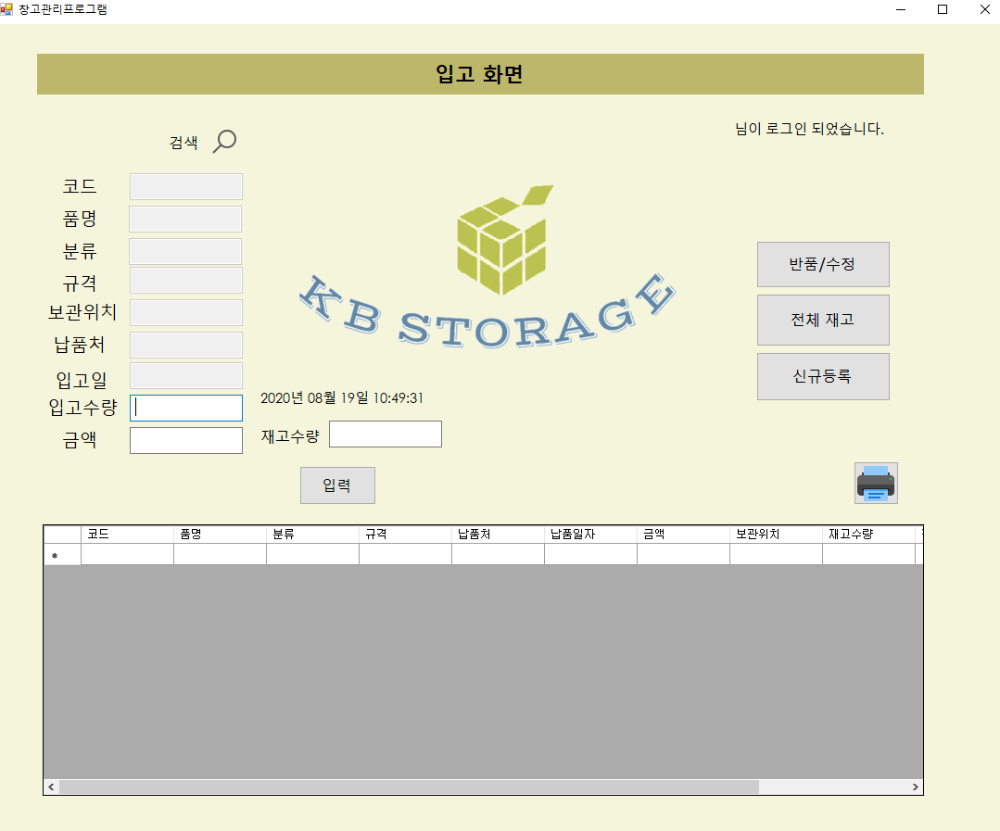 창고관리프로그램
입고 화면
님이 로그인 되었습니다.
검색
코드
품명
분류
규격
보관위치
납품처
입고일
입고수량
금액
KB STORAGE
2020년 08월 19일 10:49:31
재고수량
입력
반품/수정
전체 재고
신규등록
코드 품명 분류 규격 납품처 납품일자 금액 보관위치 재고수량
*